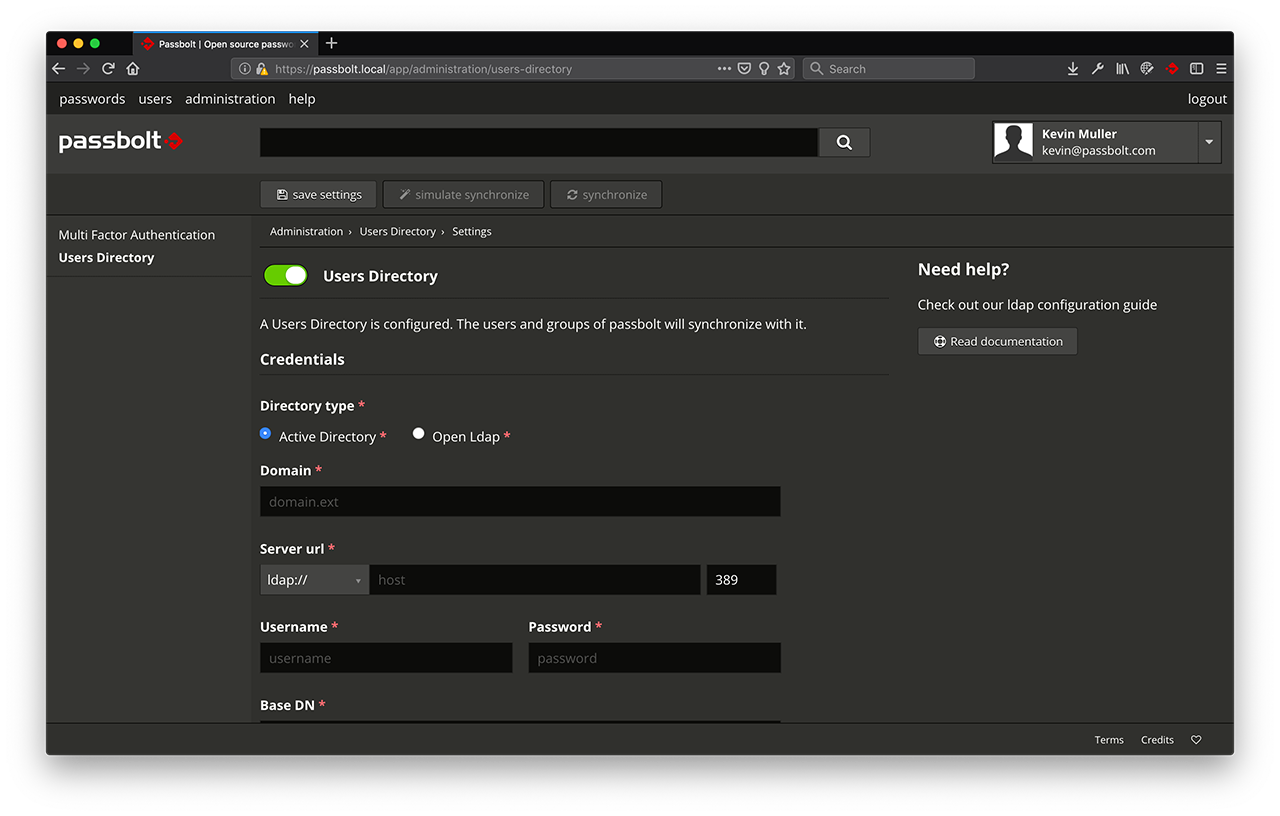 Passbolt | Open source passwo
https://passbolt.local/app/administration/users-directory
Search
passwords users administration help logout
passbolt
Kevin Muller
kevin@passbolt.com
save settings simulate synchronize synchronize
Multi Factor Authentication
Users Directory
Administration › Users Directory › Settings
Users Directory
A Users Directory is configured. The users and groups of passbolt will synchronize with it.
Credentials
Directory type *
Active Directory * Open Ldap *
Domain *
domain.ext
Server url *
ldap:// host 389
Username * Password *
username password
Base DN *
Need help?
Check out our ldap configuration guide
Read documentation
Terms Credits